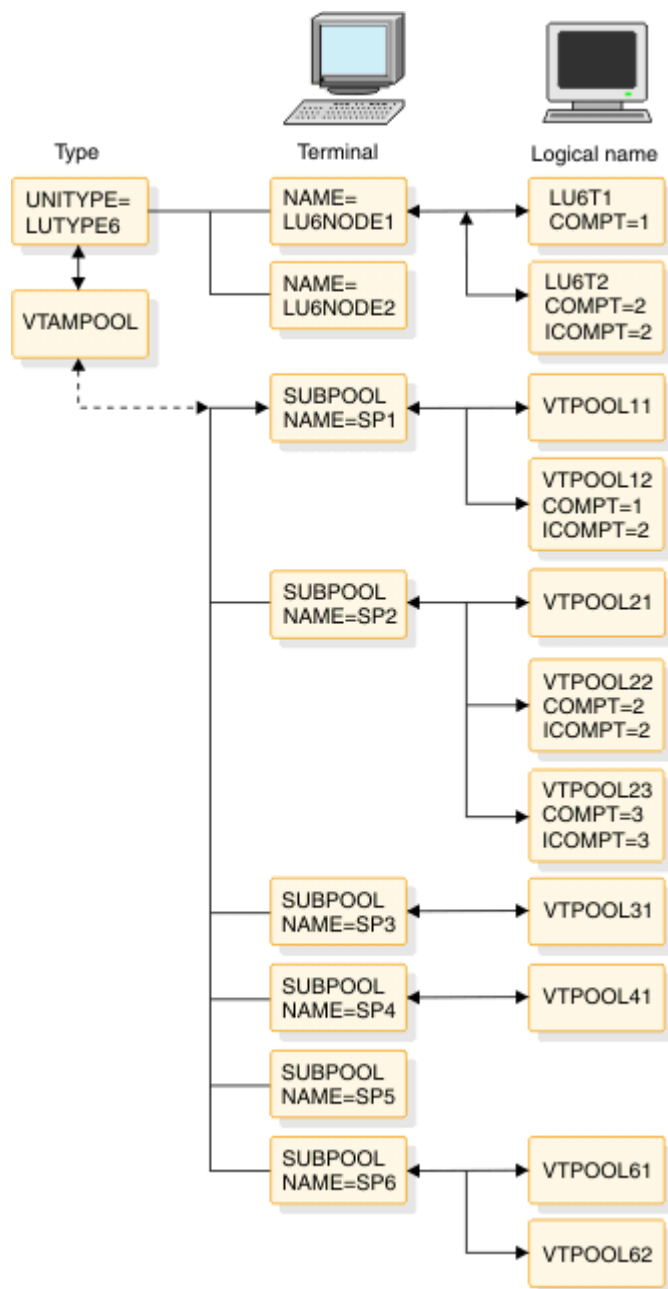 Type
Terminal
Logical name
UNITYPE=
LUTYPE6
NAME=
LU6NODE1
LU6T1
COMPT=1
NAME=
LU6NODE2
LU6T2
COMPT=2
ICOMPT=2
VTAMPOOL
SUBPOOL
NAME=SP1
VTPOOL11
VTPOOL12
COMPT=1
ICOMPT=2
SUBPOOL
NAME=SP2
VTPOOL21
VTPOOL22
COMPT=2
ICOMPT=2
VTPOOL23
COMPT=3
ICOMPT=3
SUBPOOL
NAME=SP3
VTPOOL31
SUBPOOL
NAME=SP4
VTPOOL41
SUBPOOL
NAME=SP5
SUBPOOL
NAME=SP6
VTPOOL61
VTPOOL62